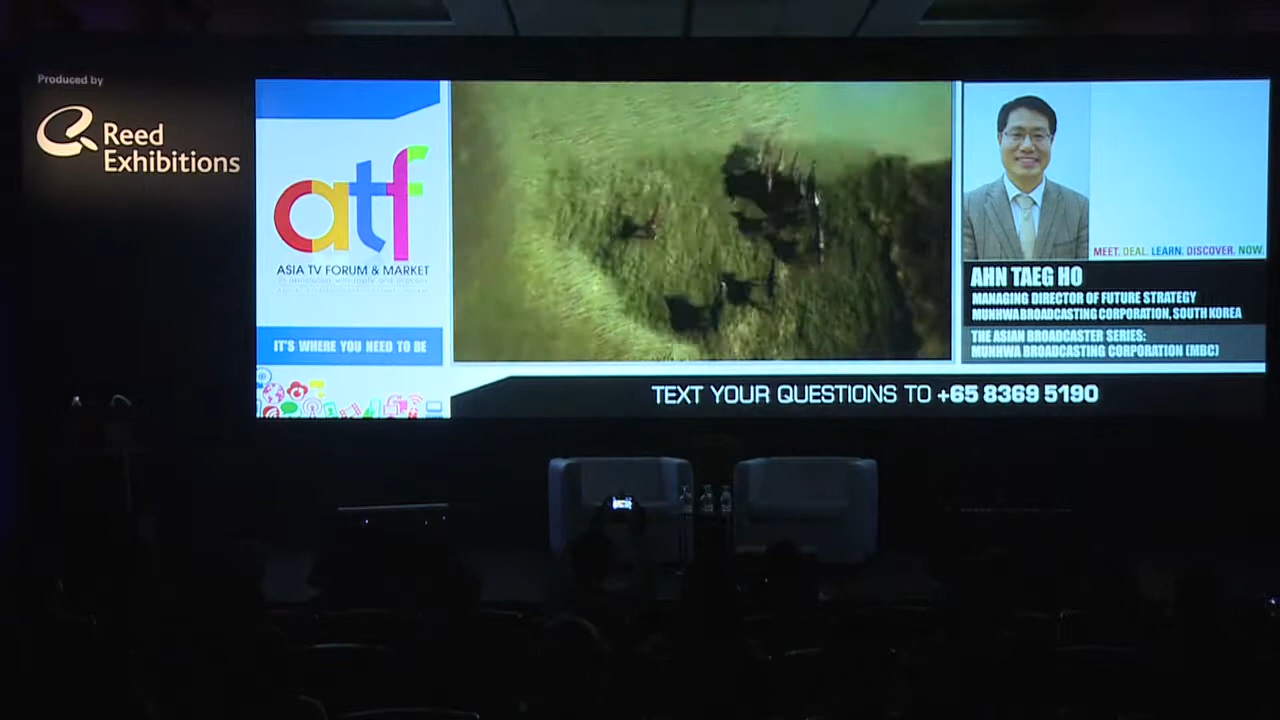 Produced by
Reed
Exhibitions
atf
ASIA TV FORUM & MARKET
IT'S WHERE YOU NEED TO BE
MEET. DEAL. LEARN. DISCOVER. NOW.
AHN TAEG HO
MANAGING DIRECTOR OF FUTURE STRATEGY
MUNHWA BROADCASTING CORPORATION, SOUTH KOREA
THE ASIAN BROADCASTER SERIES:
MUNHWA BROADCASTING CORPORATION (MBC)
TEXT YOUR QUESTIONS TO +65 8369 5190